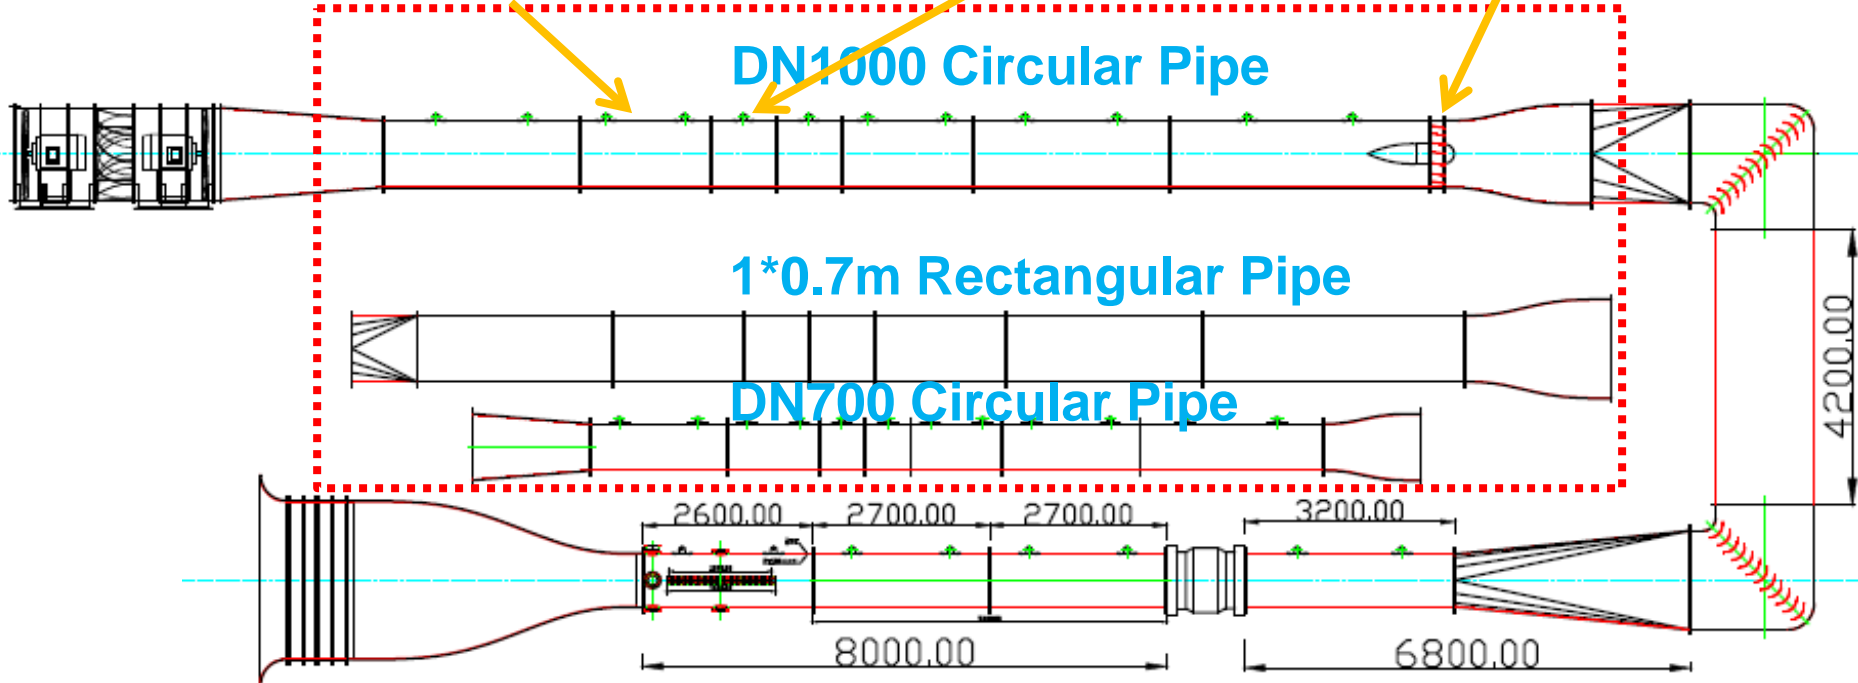 DN1000 Circular Pipe
1*0.7m Rectangular Pipe
4200,00
DN700 Circular Pipe
2600,00 2700,00 2700,00 3200,00
8000,00 6800,00